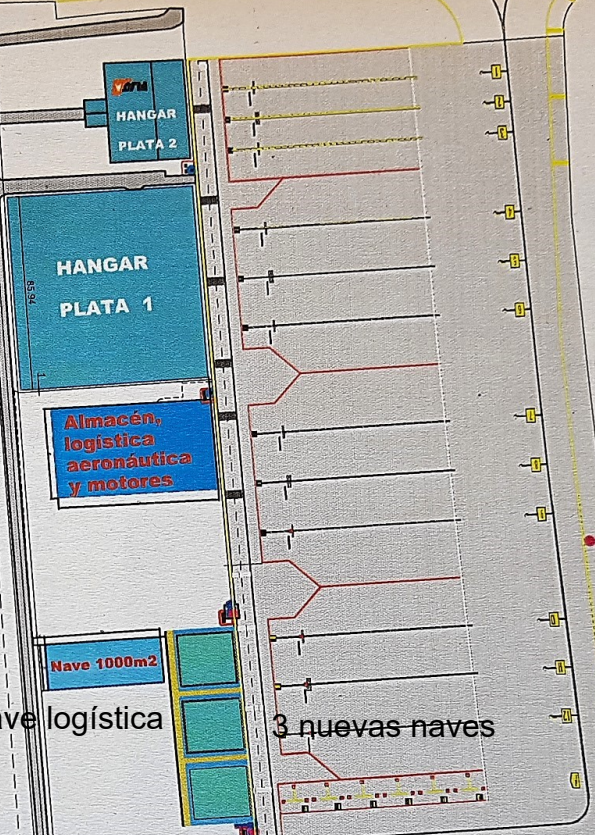 HANGAR
PLATA 2
HANGAR
PLATA 1
85.94
Almacén,
logística
aeronáutica
y motores
Nave 1000m2
ve logística
3 nuevas naves